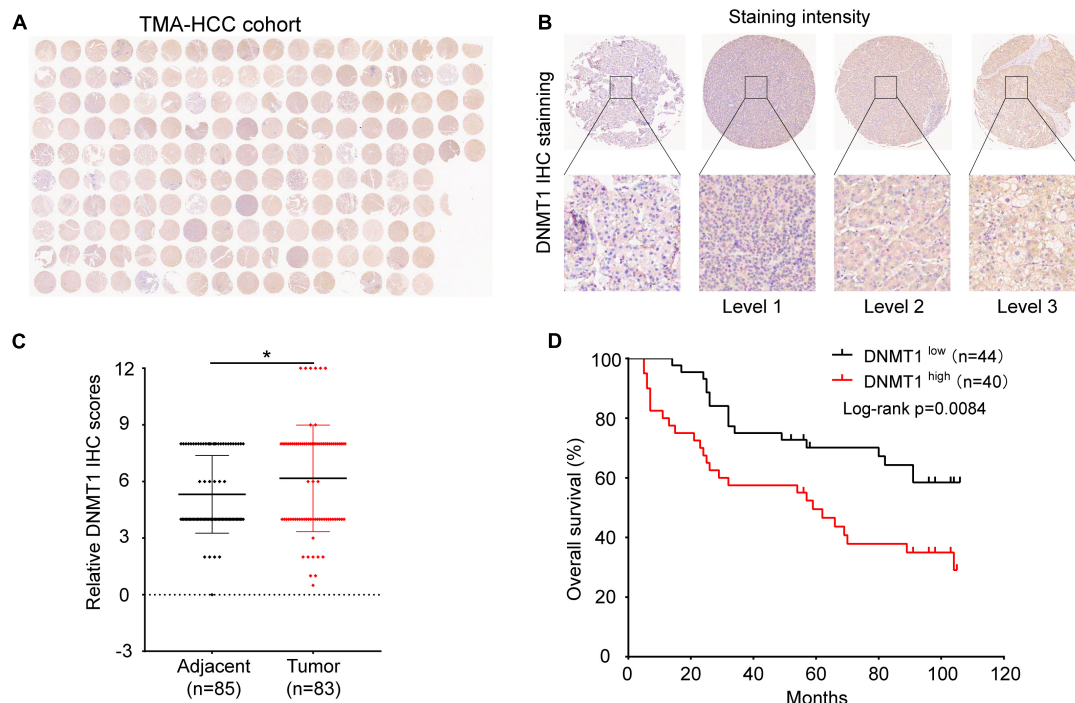 A
TMA-HCC cohort
B
Staining intensity
DNMT1 IHC stainning
Level 1
Level 2
Level 3
C
*
Relative DNMT1 IHC scores
12
9
6
3
0
-3
Adjacent
(n=85)
Tumor
(n=83)
D
DNMT1 low (n=44)
DNMT1 high (n=40)
Log-rank p=0.0084
Overall survival (%)
100
80
60
40
20
0
0 20 40 60 80 100 120
Months